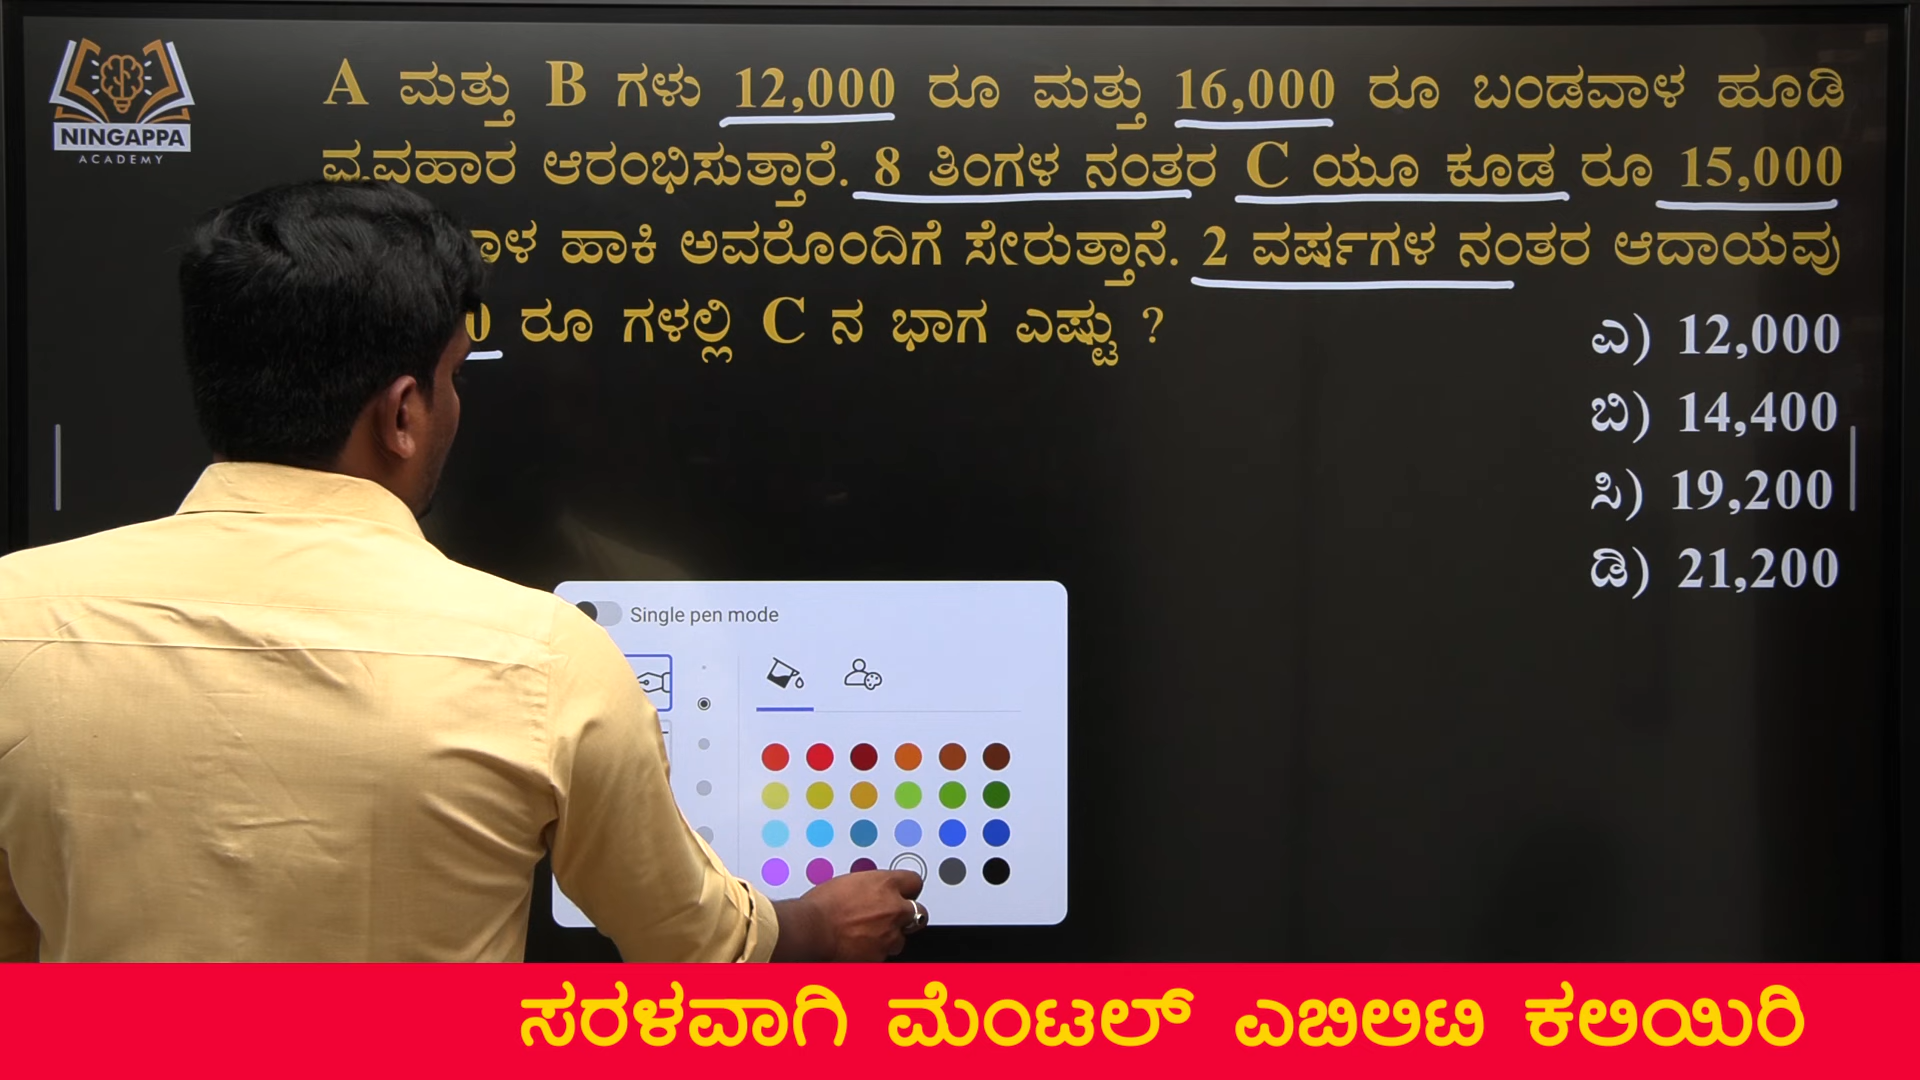 NINGAPPA
ACADEMY
A ಮತ್ತು B ಗಳು 12,000 ರೂ ಮತ್ತು 16,000 ರೂ ಬಂಡವಾಳ ಹೂಡಿ
ವ್ಯವಹಾರ ಆರಂಭಿಸುತ್ತಾರೆ. 8 ತಿಂಗಳ ನಂತರ C ಯೂ ಕೂಡ ರೂ 15,000
ಹಾಕಿ ಅವರೊಂದಿಗೆ ಸೇರುತ್ತಾನೆ. 2 ವರ್ಷಗಳ ನಂತರ ಆದಾಯವು
ರೂ ಗಳಲ್ಲಿ C ನ ಭಾಗ ಎಷ್ಟು ?
ಎ) 12,000
ಬಿ) 14,400
ಸಿ) 19,200
ಡಿ) 21,200
Single pen mode
ಸರಳವಾಗಿ ಮೆಂಟಲ್ ಎಬಿಲಿಟಿ ಕಲಿಯಿರಿ